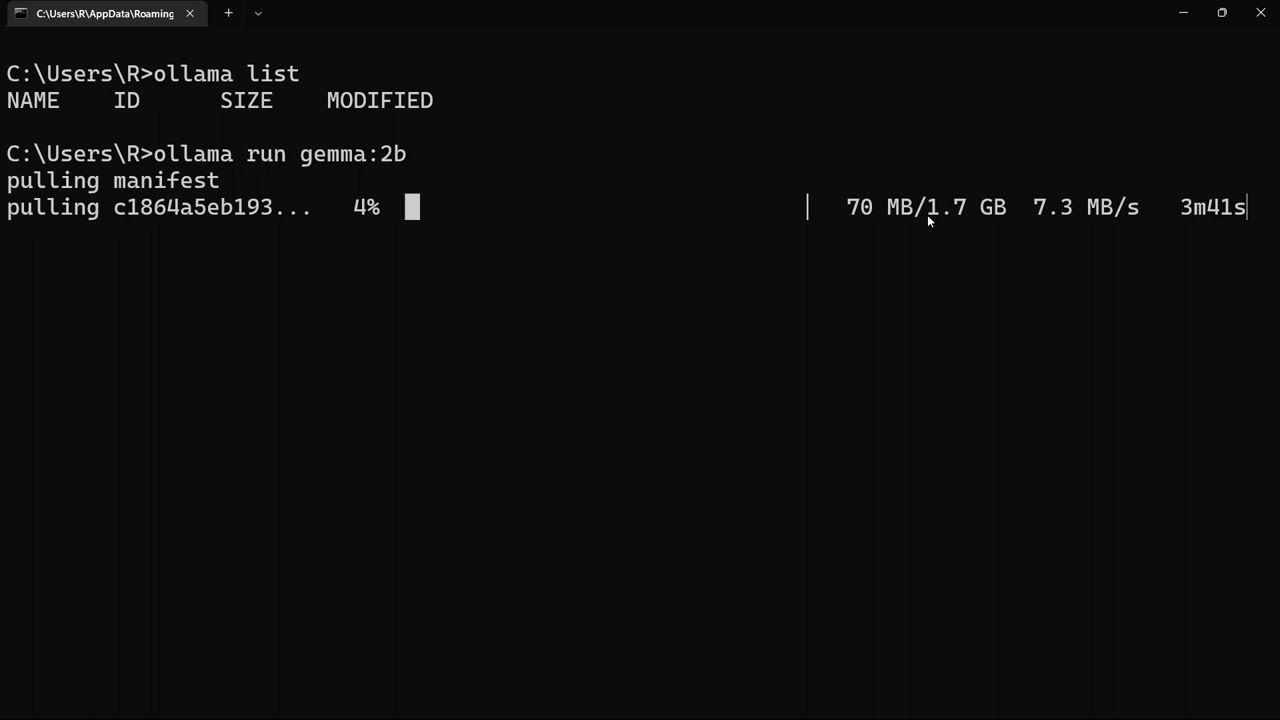 C:\Users\R\AppData\Roaming
C:\Users\R>ollama list
NAME    ID      SIZE    MODIFIED
C:\Users\R>ollama run gemma:2b
pulling manifest
pulling c1864a5eb193...   4%   70 MB/1.7 GB  7.3 MB/s   3m41s